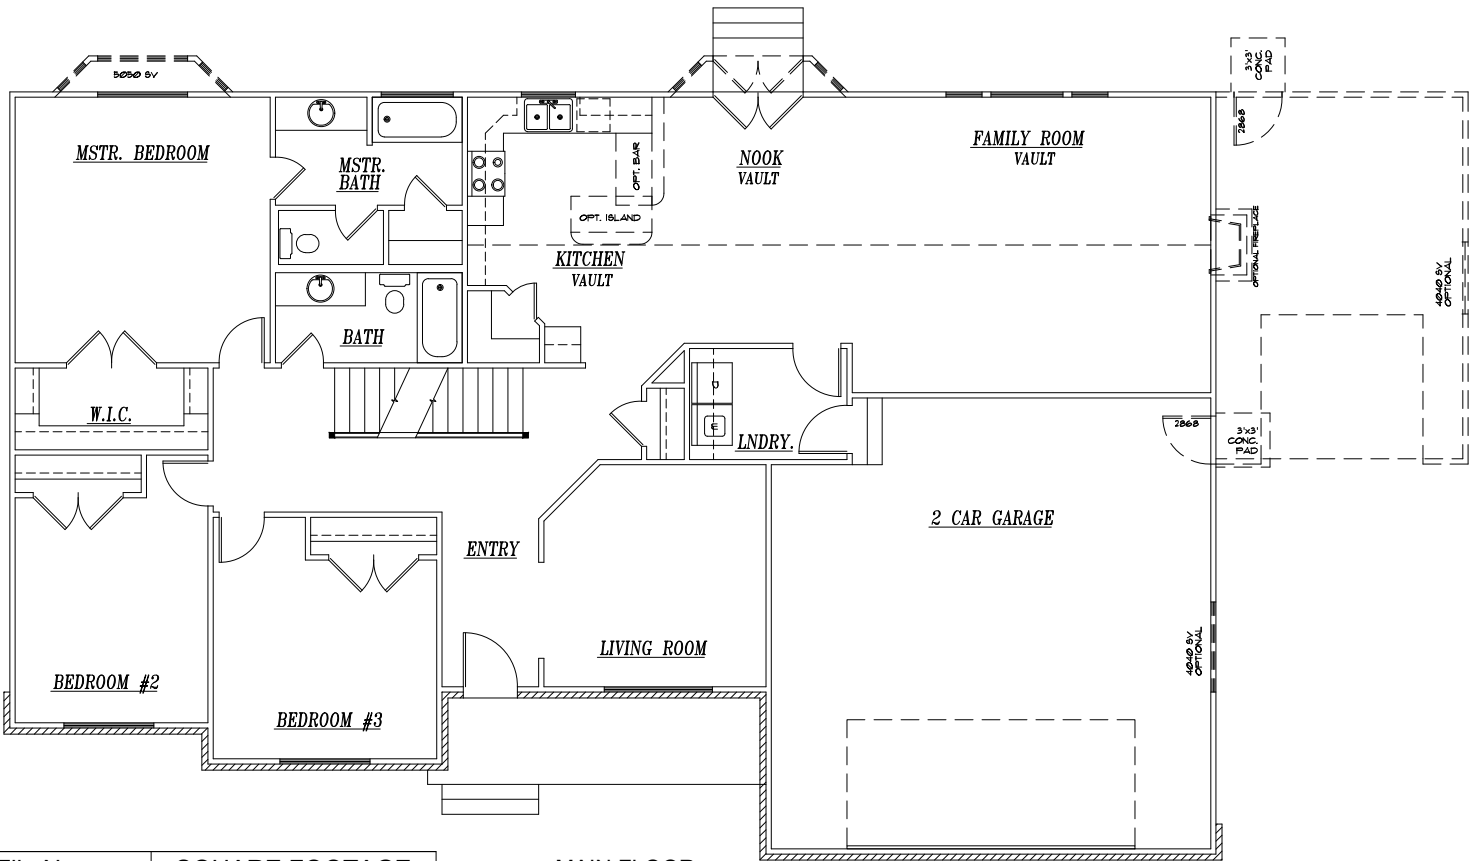 5050 SV
3'x3'
CONC.
PAD
2868
MSTR. BEDROOM
MSTR.
BATH
OPT. BAR
NOOK
VAULT
FAMILY ROOM
VAULT
OPT. ISLAND
OPTIONAL FIREPLACE
KITCHEN
VAULT
4040 SV
OPTIONAL
BATH
W.I.C.
D
LNDRY.
2868
3'x3'
CONC.
PAD
2 CAR GARAGE
ENTRY
LIVING ROOM
4040 SV
OPTIONAL
BEDROOM #2
BEDROOM #3
SQUARE FOOTAGE
MAIN FLOOR